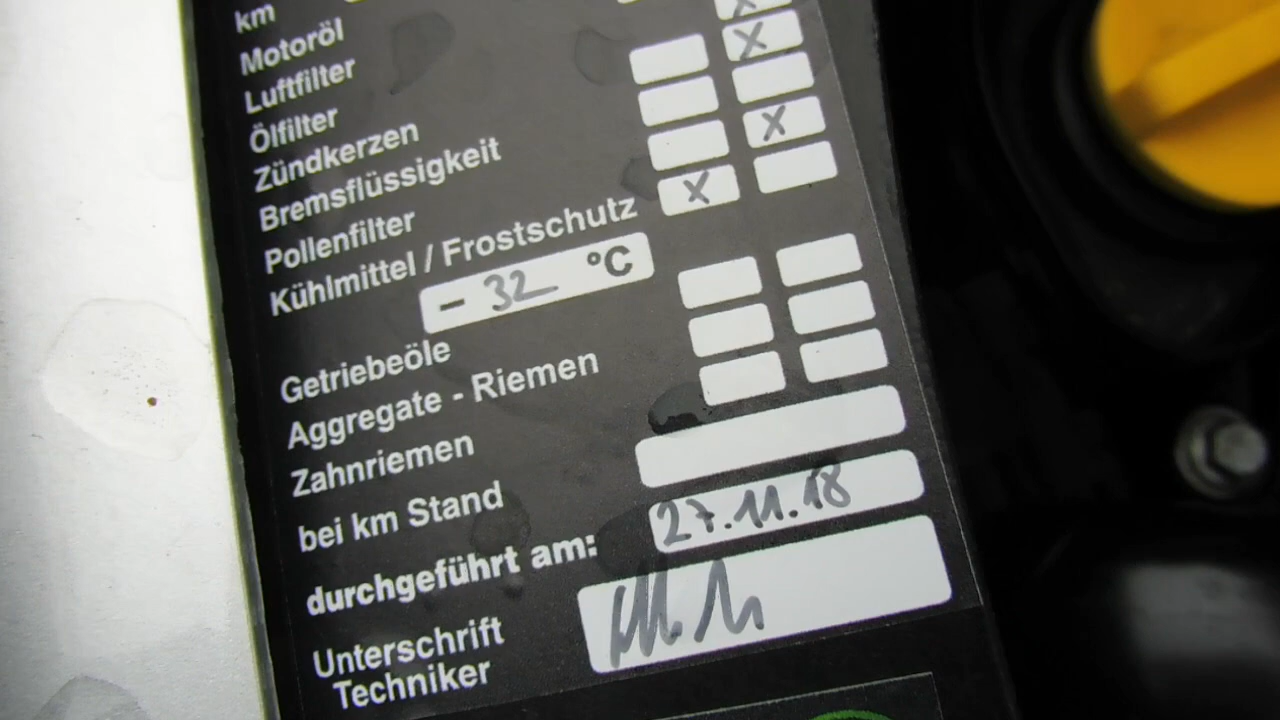 km
Motoröl
X
Luftfilter
X
Ölfilter
Zündkerzen
X
Bremsflüssigkeit
Pollenfilter
X
Kühlmittel / Frostschutz
- 32 °C
Getriebeöle
Aggregate - Riemen
Zahnriemen
bei km Stand
durchgeführt am: 27.11.18
Unterschrift
Techniker